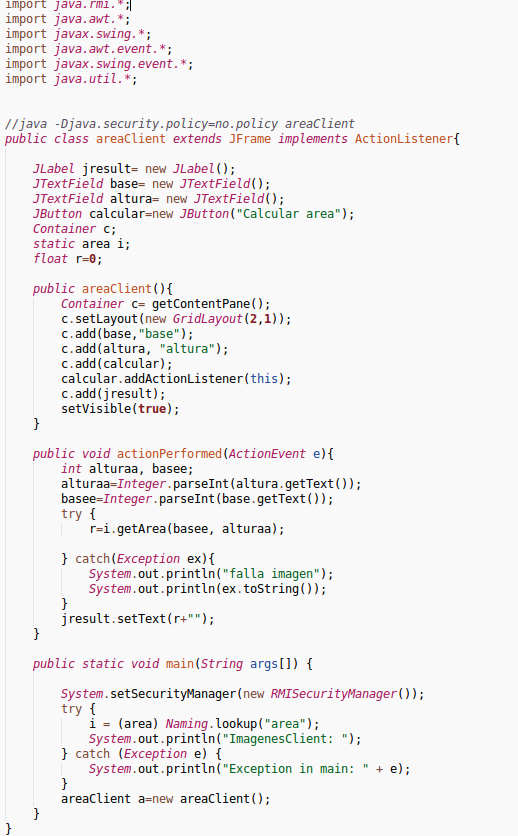 import java.rmi.*;
import java.awt.*;
import javax.swing.*;
import java.awt.event.*;
import javax.swing.event.*;
import java.util.*;
//java -Djava.security.policy=no.policy areaClient
public class areaClient extends JFrame implements ActionListener{
JLabel jresult= new JLabel();
JTextField base= new JTextField();
JTextField altura= new JTextField();
JButton calcular=new JButton("Calcular area");
Container c;
static area i;
float r=0;
public areaClient(){
Container c= getContentPane();
c.setLayout(new GridLayout(2,1));
c.add(base,"base");
c.add(altura, "altura");
c.add(calcular);
calcular.addActionListener(this);
c.add(jresult);
setVisible(true);
}
public void actionPerformed(ActionEvent e){
int alturaa, basee;
alturaa=Integer.parseInt(altura.getText());
basee=Integer.parseInt(base.getText());
try {
r=i.getArea(basee, alturaa);
} catch(Exception ex){
System.out.println("falla imagen");
System.out.println(ex.toString());
}
jresult.setText(r+"");
}
public static void main(String args[]) {
System.setSecurityManager(new RMISecurityManager());
try {
i = (area) Naming.lookup("area");
System.out.println("ImagenesClient: ");
} catch (Exception e) {
System.out.println("Exception in main: " + e);
}
areaClient a=new areaClient();
}
}